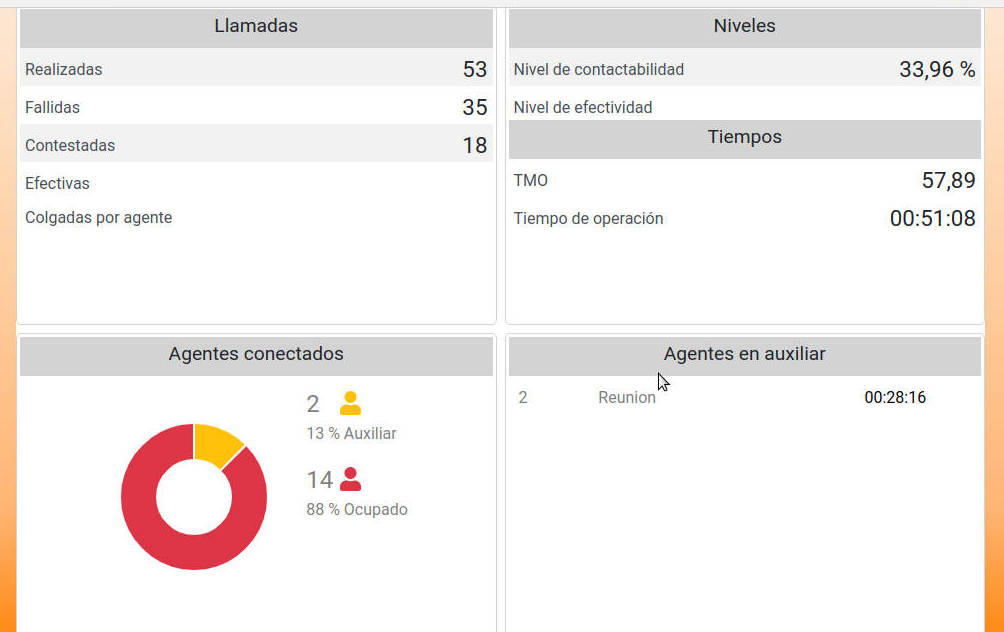 Llamadas
Realizadas 53
Fallidas 35
Contestadas 18
Efectivas
Colgadas por agente
Niveles
Nivel de contactabilidad 33,96 %
Nivel de efectividad
Tiempos
TMO 57,89
Tiempo de operación 00:51:08
Agentes conectados
2
13 % Auxiliar
14
88 % Ocupado
Agentes en auxiliar
2 Reunion 00:28:16